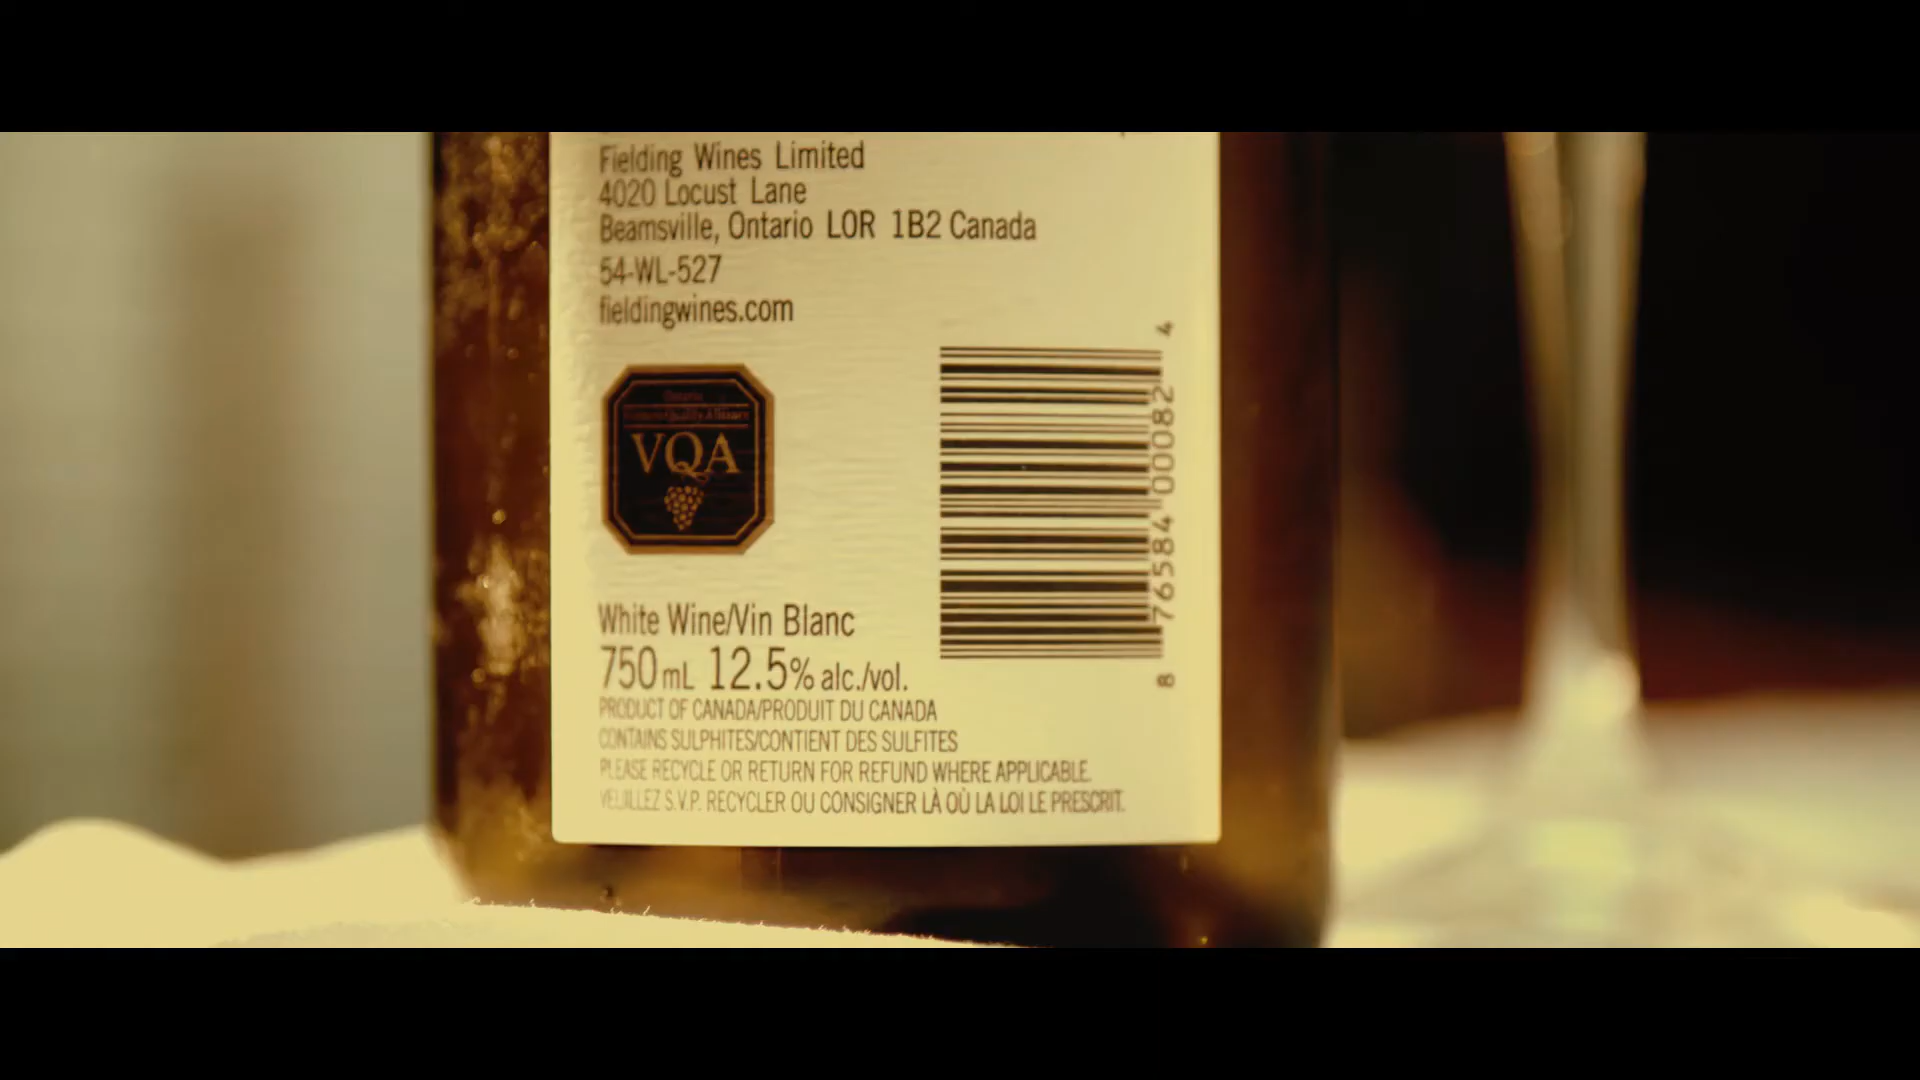 Fielding Wines Limited
4020 Locust Lane
Beamsville, Ontario LOR 1B2 Canada
54-WL-527
fieldingwines.com
VQA
White Wine/Vin Blanc
750 mL 12.5% alc./vol.
PRODUCT OF CANADA/PRODUIT DU CANADA
CONTAINS SULPHITES/CONTIENT DES SULFITES
PLEASE RECYCLE OR RETURN FOR REFUND WHERE APPLICABLE.
VEUILLEZ S.V.P. RECYCLER OU CONSIGNER LÀ OÙ LA LOI LE PRESCRIT.
8 76584 00082 4